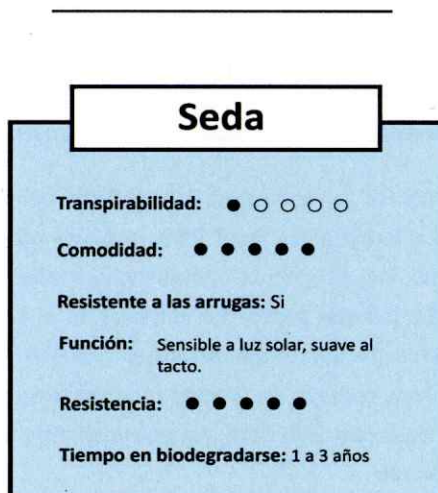 Seda
Transpirabilidad: ● ○ ○ ○ ○
Comodidad: ● ● ● ● ●
Resistente a las arrugas: Si
Función: Sensible a luz solar, suave al
tacto.
Resistencia: ● ● ● ● ●
Tiempo en biodegradarse: 1 a 3 años